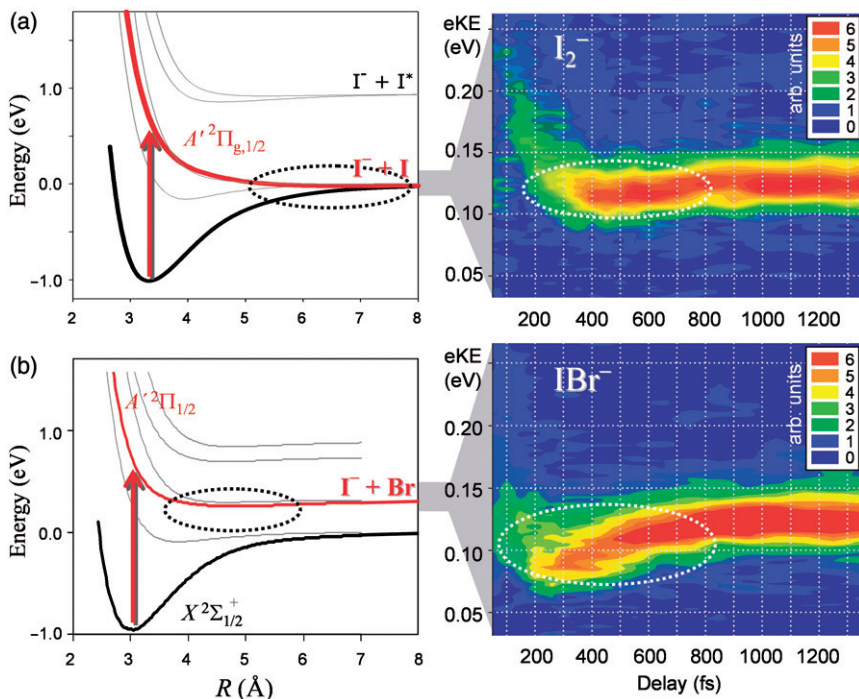 (a)
Energy (eV)
1.0
0.0
−1.0
I⁻ + I*
A′ ²Πg,1/2
I⁻ + I
2 3 4 5 6 7 8
eKE
(eV)
0.20
0.15
0.10
0.05
I₂⁻
arb. units
6
5
4
3
2
1
0
200 400 600 800 1000 1200
(b)
Energy (eV)
1.0
0.0
−1.0
A′ ²Π1/2
I⁻ + Br
X ²Σ⁺1/2
2 3 4 5 6 7 8
R (Å)
eKE
(eV)
0.20
0.15
0.10
0.05
IBr⁻
arb. units
6
5
4
3
2
1
0
200 400 600 800 1000 1200
Delay (fs)